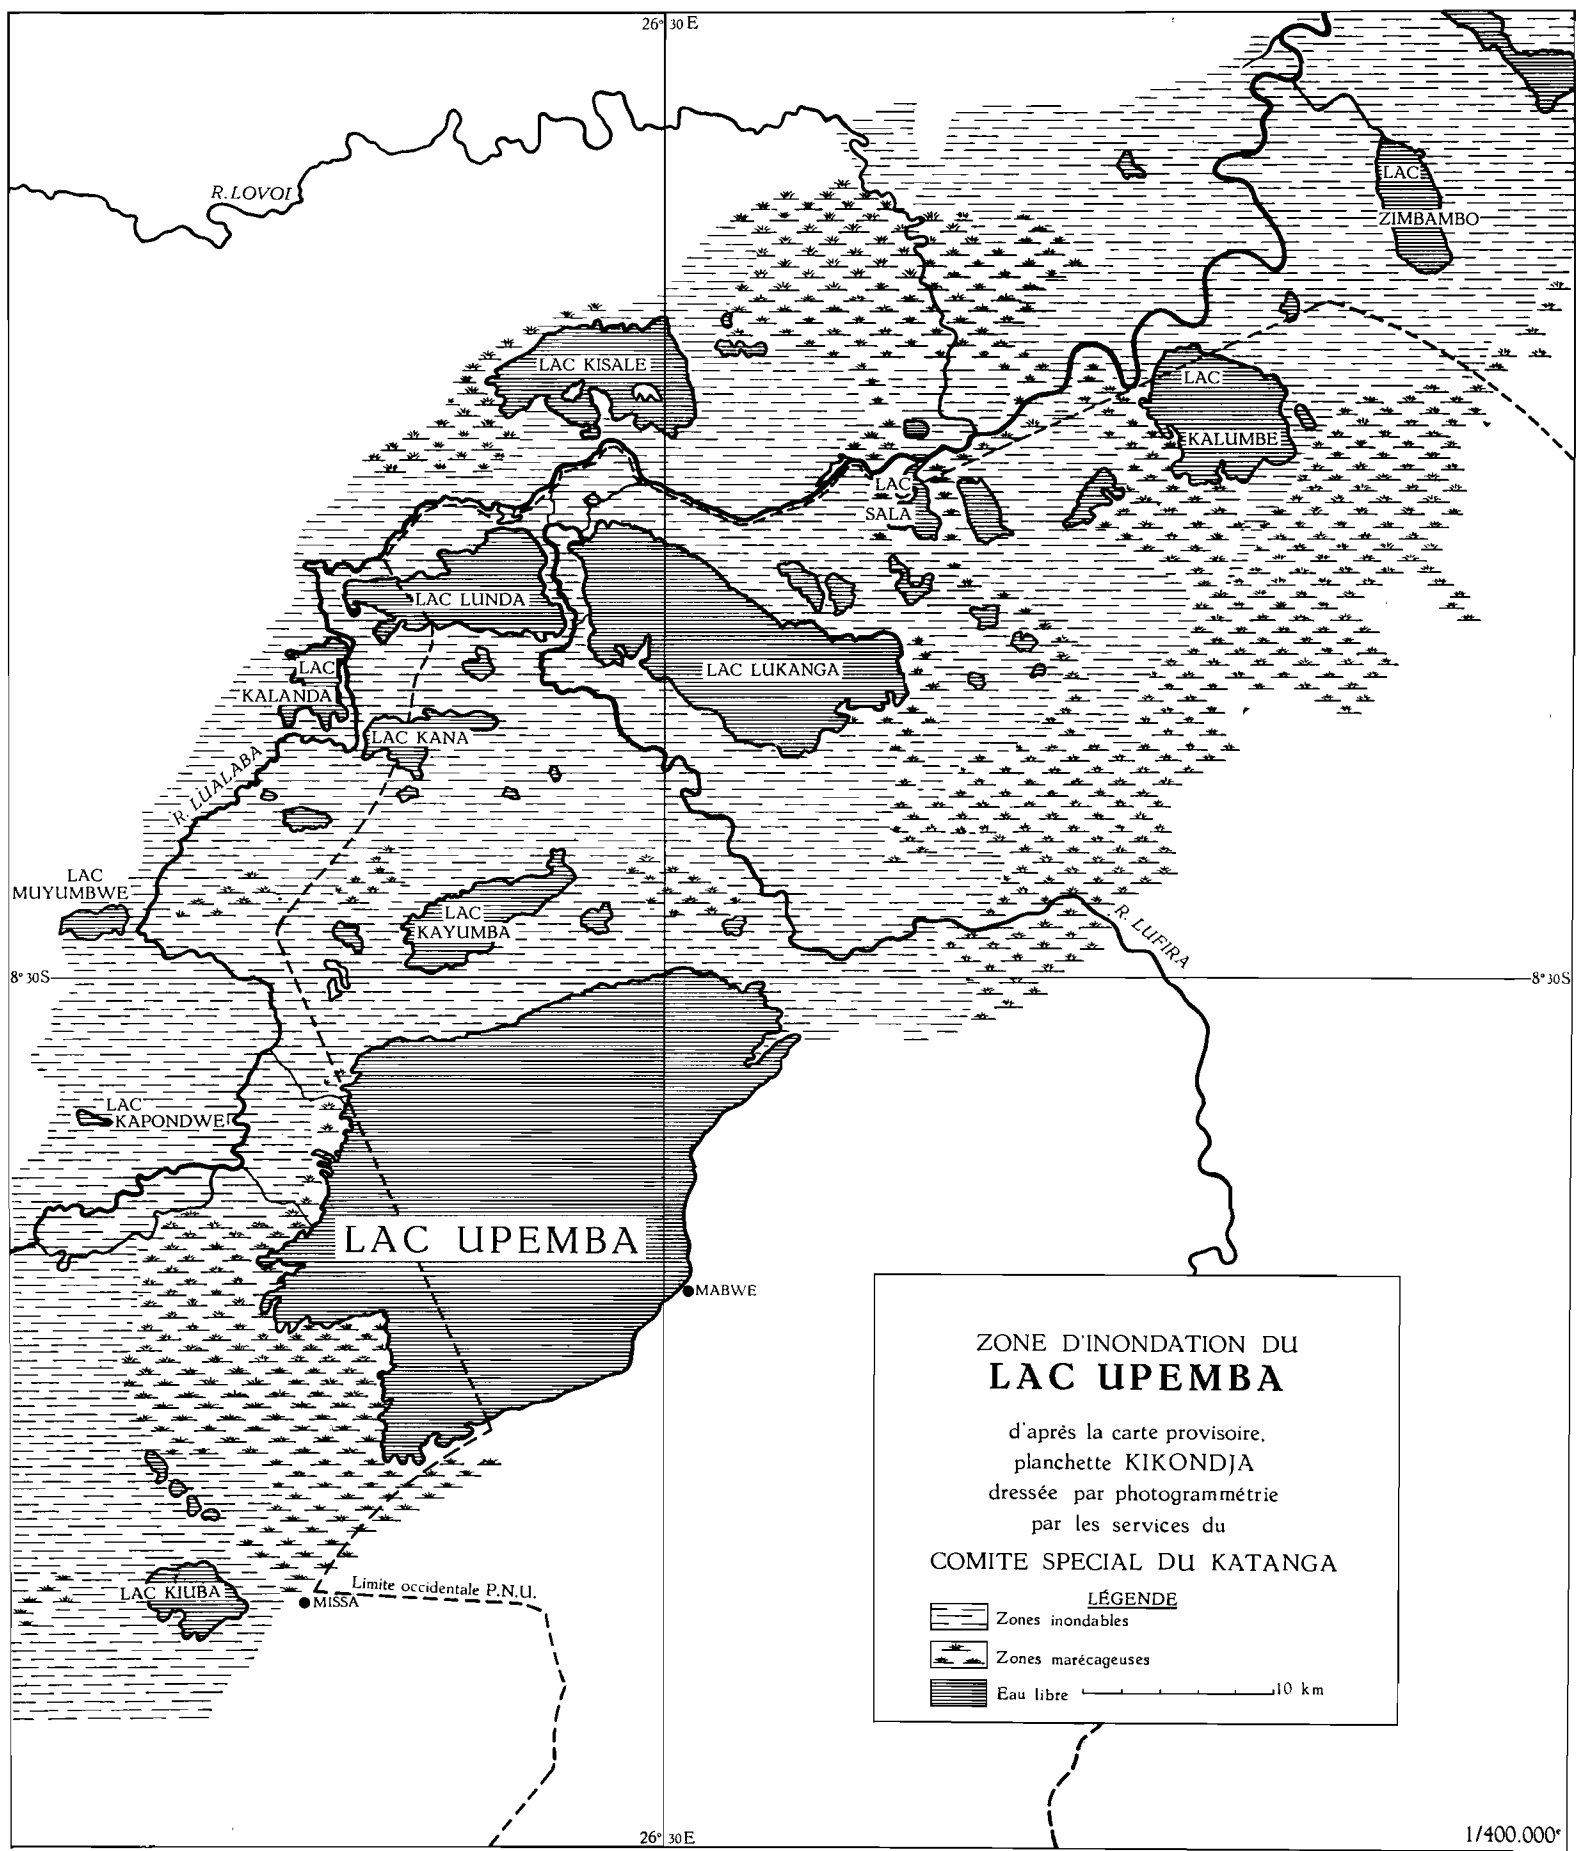 26° 30 E
R. LOVOI
LAC
ZIMBAMBO
LAC KISALE
LAC
KALUMBE
LAC
SALA
LAC LUNDA
LAC
KALANDA
LAC LUKANGA
LAC KANA
R. LUALABA
LAC
MUYUMBWE
LAC
KAYUMBA
R. LUFIRA
8° 30S
8° 30S
LAC
KAPONDWE
LAC UPEMBA
MABWE
ZONE D'INONDATION DU
LAC UPEMBA
d'après la carte provisoire,
planchette KIKONDJA
dressée par photogrammétrie
par les services du
COMITE SPECIAL DU KATANGA
LÉGENDE
Zones inondables
Zones marécageuses
Eau libre
10 km
LAC KIUBA
MISSA
Limite occidentale P.N.U.
26° 30 E
1/400.000e